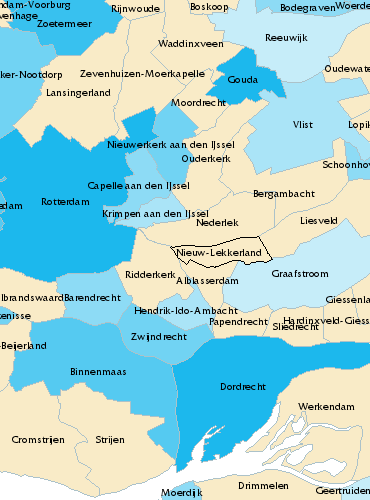 ndam-Voorburg
Rijnwoude
Boskoop
Bodegraven
Woerde
venhage
Zoetermeer
Waddinxveen
Reeuwijk
ker-Nootdorp
Zevenhuizen-Moerkapelle
Gouda
Oudewate
Lansingerland
Moordrecht
Vlist
Lopik
Nieuwerkerk aan den IJssel
Ouderkerk
Schoonhov
Capelle aan den IJssel
Bergambacht
Rotterdam
edam
Krimpen aan den IJssel
Nederlek
Liesveld
Nieuw-Lekkerland
Ridderkerk
Alblasserdam
Graafstroom
lbrandswaard
Barendrecht
Giessenla
kenisse
Hendrik-Ido-Ambacht
Papendrecht
Hardinxveld-Giess
Sliedrecht
-Beijerland
Zwijndrecht
Binnenmaas
Dordrecht
Werkendam
Cromstrijen
Strijen
Drimmelen
Moerdijk
Geertruiden